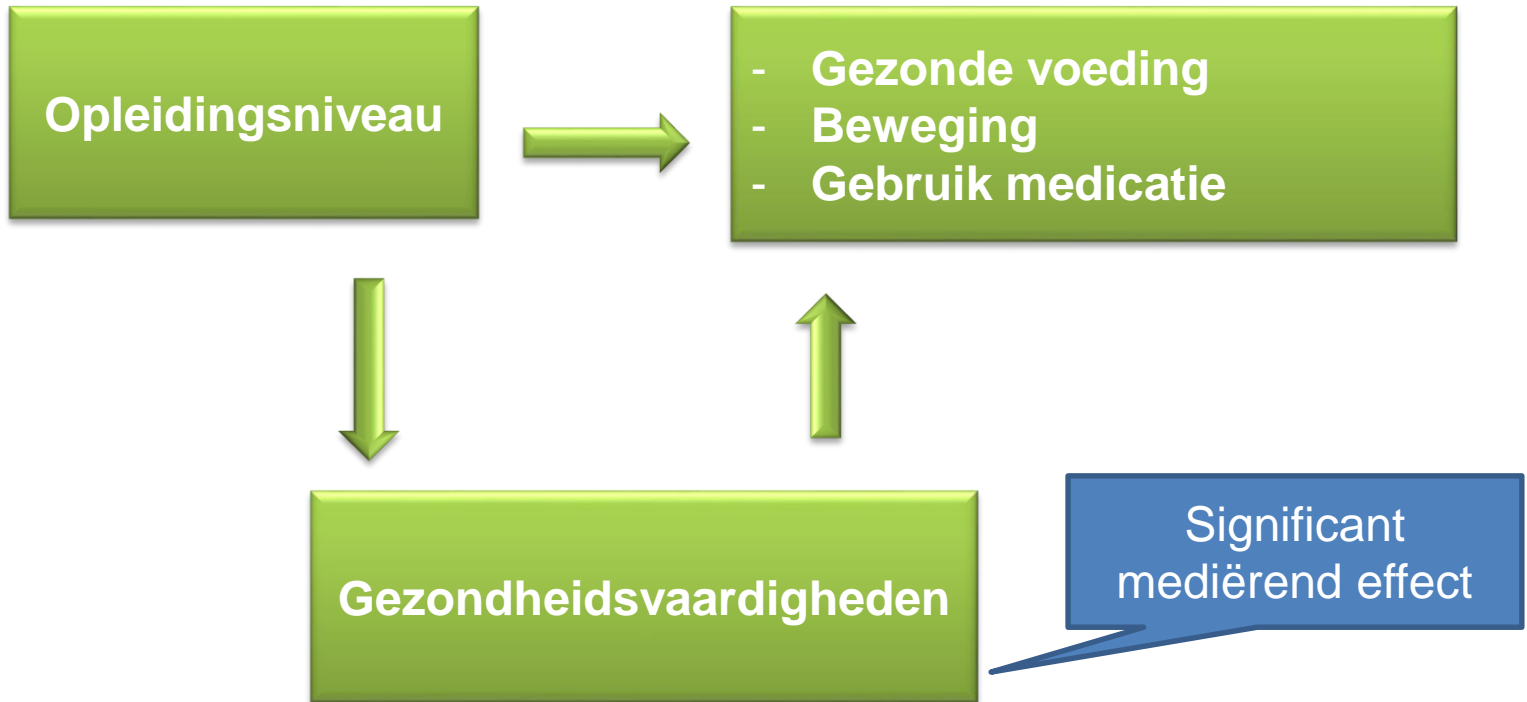 Opleidingsniveau
- Gezonde voeding
- Beweging
- Gebruik medicatie
Gezondheidsvaardigheden
Significant
mediërend effect